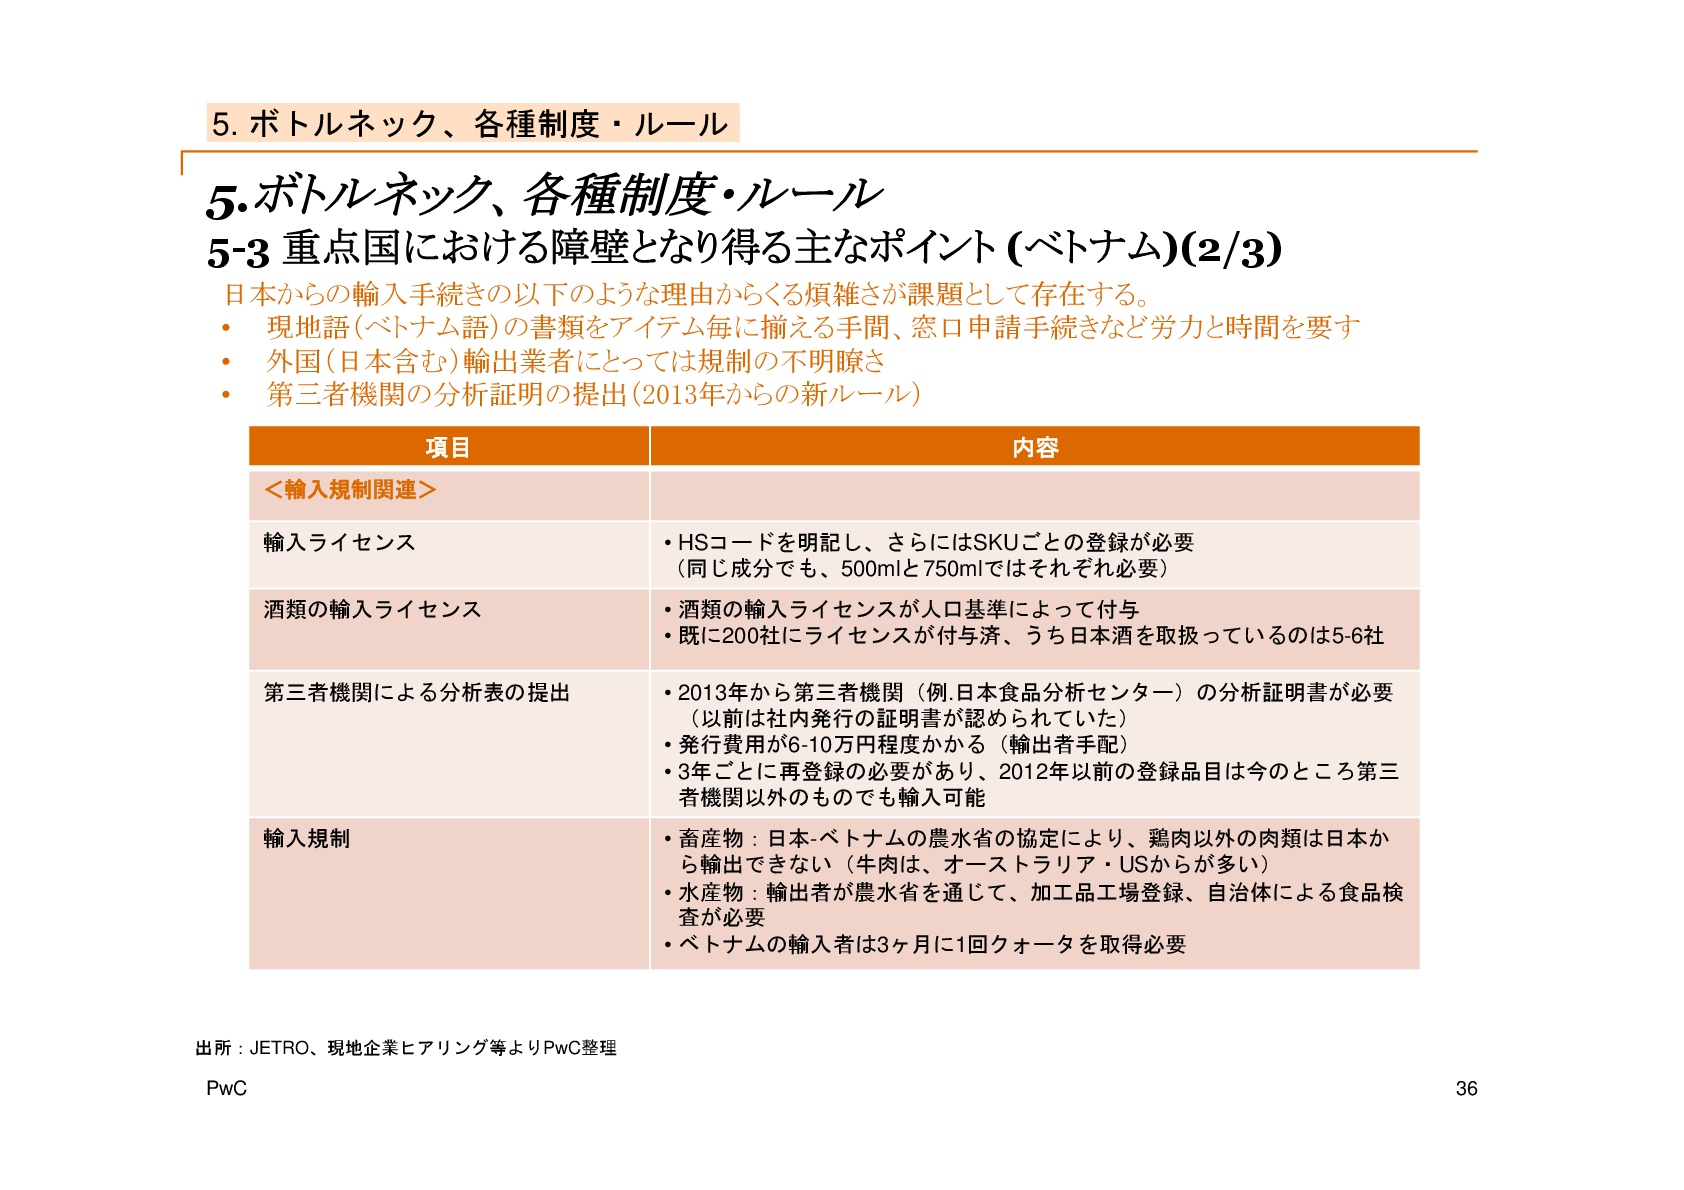 5. ボトルネック、各種制度・ルール
5.ボトルネック、各種制度・ルール
5-3 重点国における障壁となり得る主なポイント (ベトナム)(2/3)
日本からの輸入手続きの以下のような理由からくる煩雑さが課題として存在する。
• 現地語(ベトナム語)の書類をアイテム毎に揃える手間、窓口申請手続きなど労力と時間を要す
• 外国(日本含む)輸出業者にとっては規制の不明瞭さ
• 第三者機関の分析証明の提出(2013年からの新ルール)
項目
内容
＜輸入規制関連＞
輸入ライセンス
• HSコードを明記し、さらにはSKUごとの登録が必要
（同じ成分でも、500mlと750mlではそれぞれ必要）
酒類の輸入ライセンス
• 酒類の輸入ライセンスが人口基準によって付与
• 既に200社にライセンスが付与済、うち日本酒を取扱っているのは5-6社
第三者機関による分析表の提出
• 2013年から第三者機関（例.日本食品分析センター）の分析証明書が必要
（以前は社内発行の証明書が認められていた）
• 発行費用が6-10万円程度かかる（輸出者手配）
• 3年ごとに再登録の必要があり、2012年以前の登録品目は今のところ第三
者機関以外のものでも輸入可能
輸入規制
• 畜産物：日本-ベトナムの農水省の協定により、鶏肉以外の肉類は日本か
ら輸出できない（牛肉は、オーストラリア・USからが多い）
• 水産物：輸出者が農水省を通じて、加工品工場登録、自治体による食品検
査が必要
• ベトナムの輸入者は3ヶ月に1回クォータを取得必要
出所：JETRO、現地企業ヒアリング等よりPwC整理
PwC
36